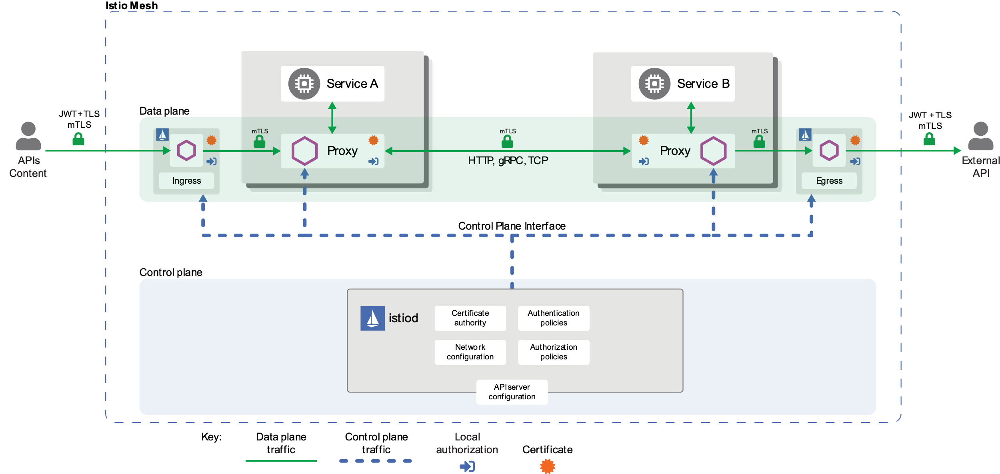 Istio Mesh
Service A
Service B
Data plane
JWT + TLS
mTLS
JWT + TLS
mTLS
mTLS
mTLS
mTLS
Proxy
Proxy
HTTP, gRPC, TCP
APIs
Content
External
API
Ingress
Egress
Control Plane Interface
Control plane
istiod
Certificate
authority
Authentication
policies
Network
configuration
Authorization
policies
API server
configuration
Key:
Data plane
traffic
Control plane
traffic
Local
authorization
Certificate